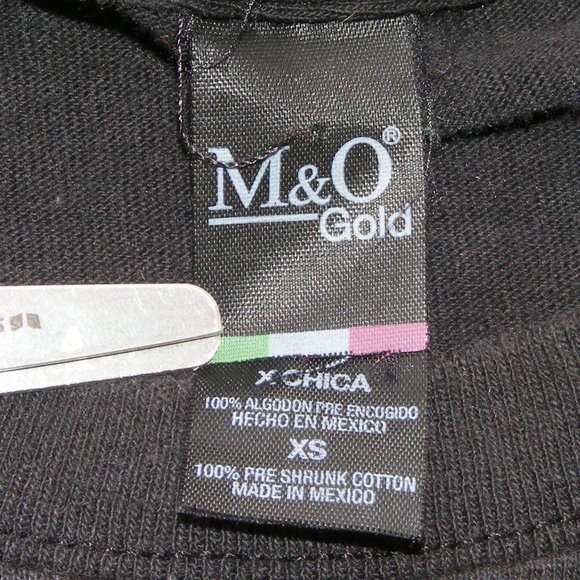 M&O®
Gold
X CHICA
100% ALGODON PRE ENCOGIDO
HECHO EN MEXICO
XS
100% PRE SHRUNK COTTON
MADE IN MEXICO